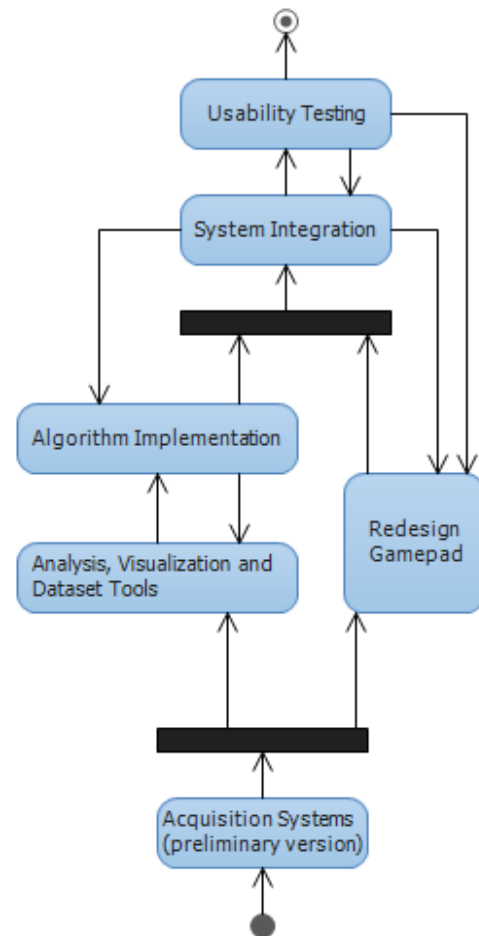 Usability Testing
System Integration
Algorithm Implementation
Redesign
Gamepad
Analysis, Visualization and
Dataset Tools
Acquisition Systems
(preliminary version)